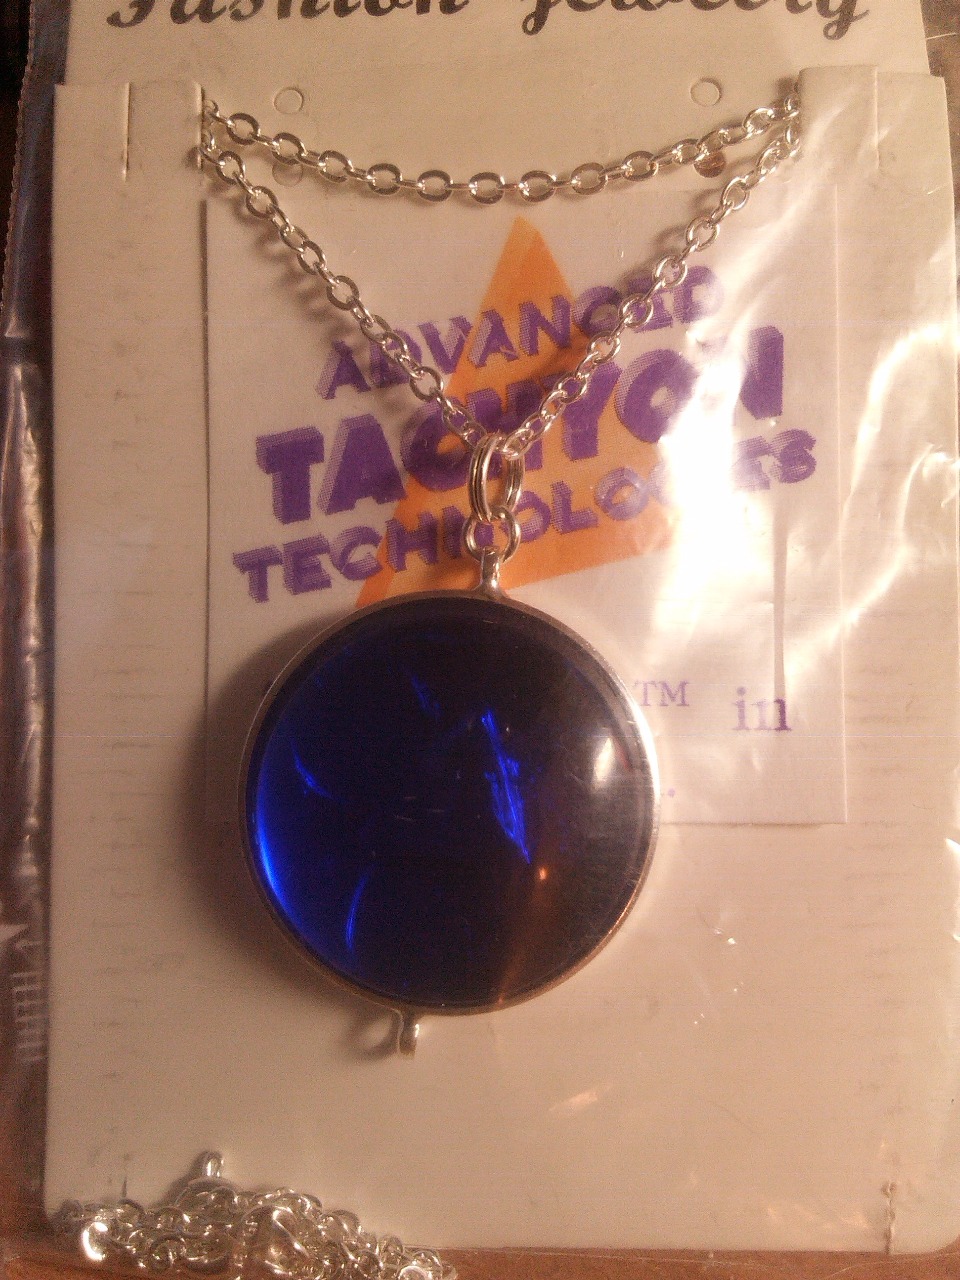 Fashion Jewelry
ADVANCED
TACHYON
TECHNOLOGIES
TM in